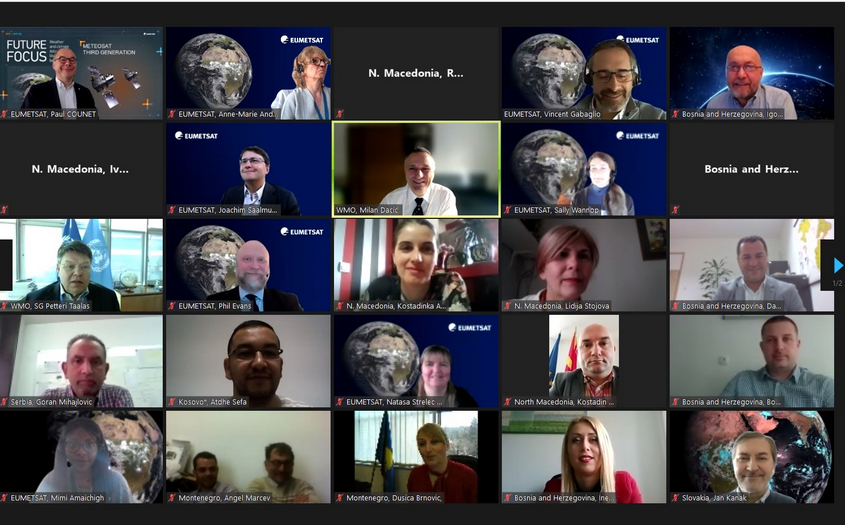 FUTURE
FOCUS
METEOSAT
THIRD GENERATION
EUMETSAT, Paul COUNET
EUMETSAT
EUMETSAT, Anne-Marie And...
N. Macedonia, R...
EUMETSAT
EUMETSAT, Vincent Gabaglio
Bosnia and Herzegovina, Igo...
N. Macedonia, Iv...
EUMETSAT
EUMETSAT, Joachim Saalmu...
WMO, Milan Dacic
EUMETSAT
EUMETSAT, Sally Wannop
Bosnia and Herz...
WMO, SG Petteri Taalas
EUMETSAT
EUMETSAT, Phil Evans
N. Macedonia, Kostadinka A...
N. Macedonia, Lidija Stojova
Bosnia and Herzegovina, Da...
1/2
Serbia, Goran Mihajlovic
Kosovo*, Atdhe Sefa
EUMETSAT
EUMETSAT, Natasa Strelec ...
North Macedonia, Kostadin ...
Bosnia and Herzegovina, Bo...
EUMETSAT, Mimi Amaichigh
Montenegro, Angel Marcev
Montenegro, Dusica Brnovic,
Bosnia and Herzegovina, Ine...
Slovakia, Jan Kanak